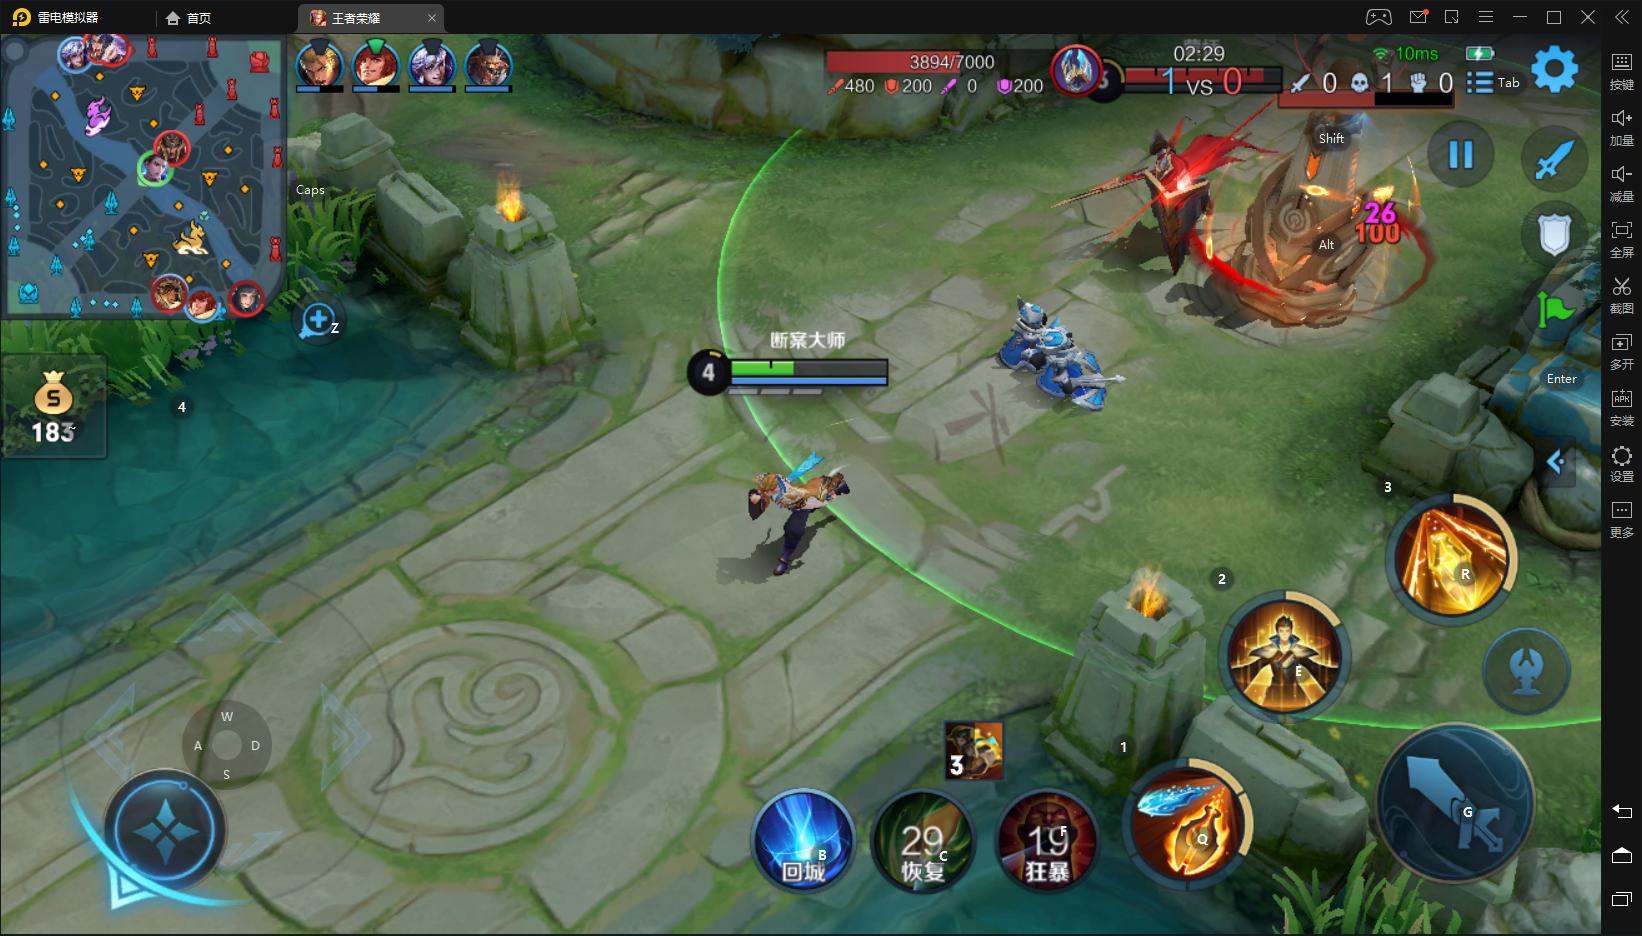 雷电模拟器
首页
王者荣耀
3894/7000
480 200 0 200
02:29
1 VS 0
10ms
0 1 0
Tab
Shift
Alt
26
100
Caps
Z
断案大师
4
183
4
Enter
3
R
2
E
1
W
A D
S
3
B
回城
29
C
恢复
19
F
狂暴
Q
G
按键
加量
减量
全屏
截图
多开
APK
安装
设置
更多